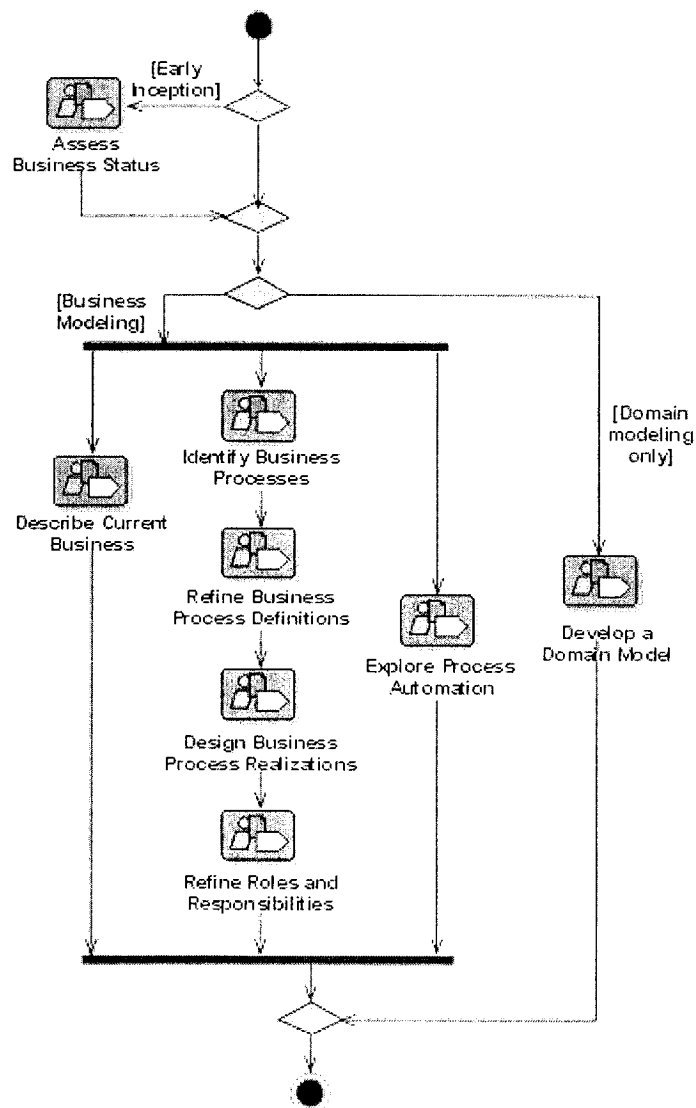 [Early
Inception]
Assess
Business Status
[Business
Modeling]
[Domain
modeling
only]
Identify Business
Processes
Describe Current
Business
Refine Business
Process Definitions
Explore Process
Automation
Develop a
Domain Model
Design Business
Process Realizations
Refine Roles and
Responsibilities